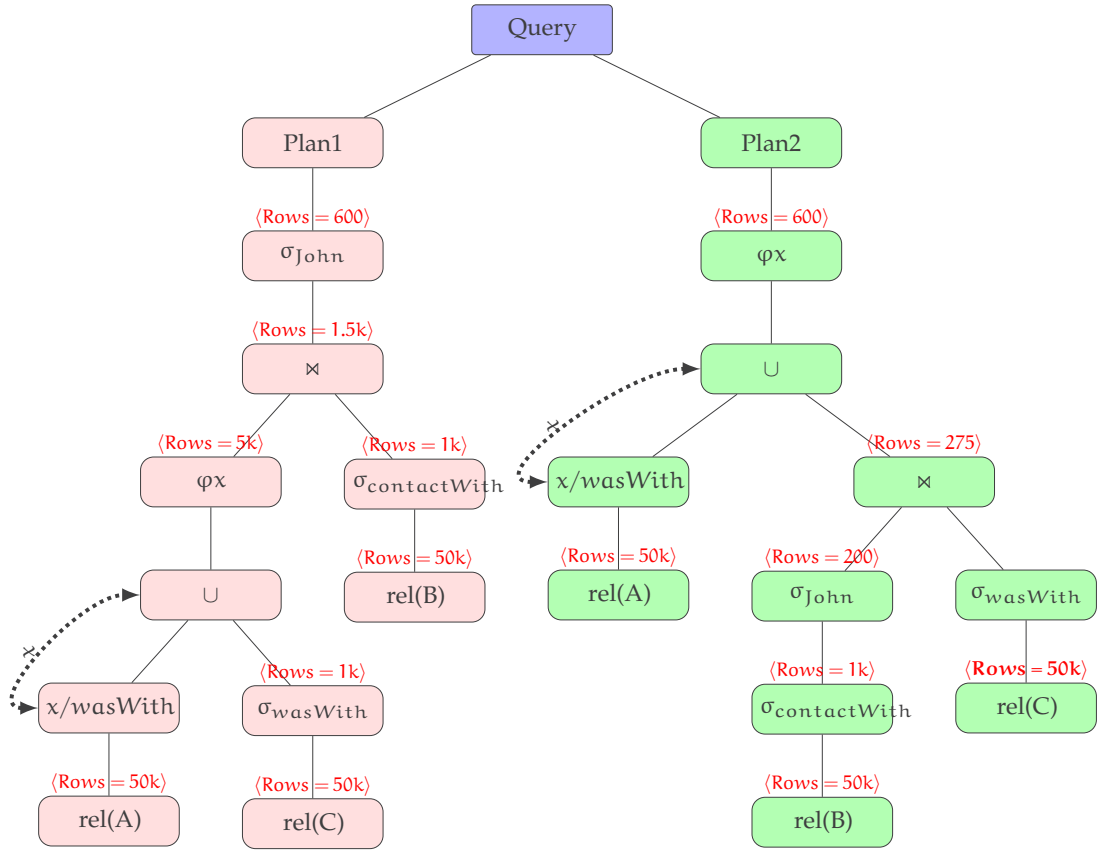 Query
Plan1
Plan2
⟨Rows = 600⟩
⟨Rows = 600⟩
σJohn
φx
⟨Rows = 1.5k⟩
⋈
∪
x
⟨Rows = 5k⟩
⟨Rows = 1k⟩
⟨Rows = 275⟩
φx
σcontactWith
x/wasWith
⋈
⟨Rows = 50k⟩
⟨Rows = 50k⟩
⟨Rows = 200⟩
∪
rel(B)
rel(A)
σJohn
σwasWith
x
⟨Rows = 1k⟩
⟨Rows = 1k⟩
⟨Rows = 50k⟩
x/wasWith
σwasWith
σcontactWith
rel(C)
⟨Rows = 50k⟩
⟨Rows = 50k⟩
⟨Rows = 50k⟩
rel(A)
rel(C)
rel(B)